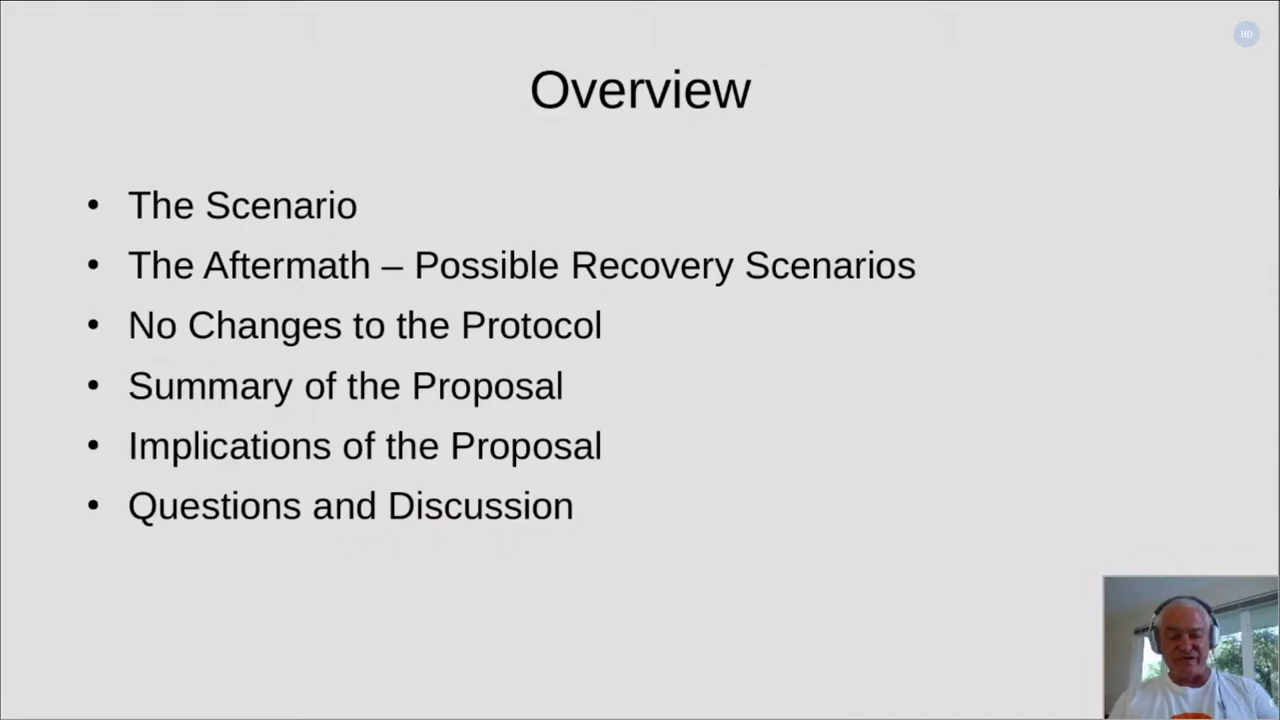 HD
Overview
• The Scenario
• The Aftermath – Possible Recovery Scenarios
• No Changes to the Protocol
• Summary of the Proposal
• Implications of the Proposal
• Questions and Discussion